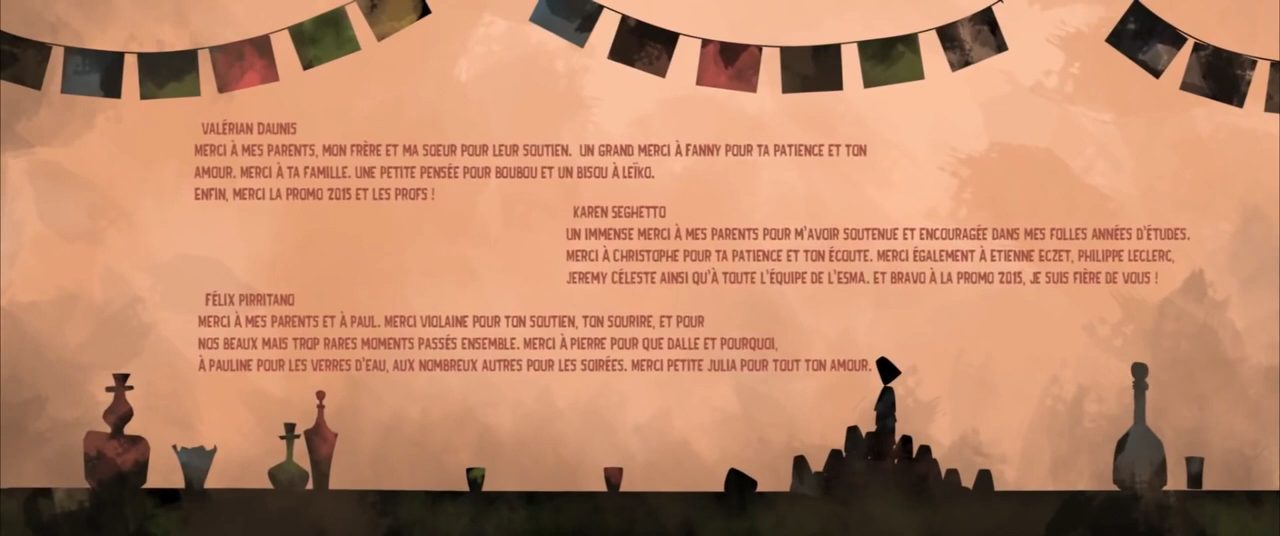 VALÉRIAN DAUNIS
MERCI À MES PARENTS, MON FRÈRE ET MA SOEUR POUR LEUR SOUTIEN. UN GRAND MERCI À FANNY POUR TA PATIENCE ET TON
AMOUR. MERCI À TA FAMILLE. UNE PETITE PENSÉE POUR BOUBOU ET UN BISOU À LEÏKO.
ENFIN, MERCI LA PROMO 2015 ET LES PROFS !
KAREN SEGHETTO
UN IMMENSE MERCI À MES PARENTS POUR M'AVOIR SOUTENUE ET ENCOURAGÉE DANS MES FOLLES ANNÉES D'ÉTUDES.
MERCI À CHRISTOPHE POUR TA PATIENCE ET TON ÉCOUTE. MERCI ÉGALEMENT À ETIENNE ECZET, PHILIPPE LECLERC,
JEREMY CÉLESTE AINSI QU'À TOUTE L'ÉQUIPE DE L'ESMA. ET BRAVO À LA PROMO 2015, JE SUIS FIÈRE DE VOUS !
FÉLIX PIRRITANO
MERCI À MES PARENTS ET À PAUL. MERCI VIOLAINE POUR TON SOUTIEN, TON SOURIRE, ET POUR
NOS BEAUX MAIS TROP RARES MOMENTS PASSÉS ENSEMBLE. MERCI À PIERRE POUR QUE DALLE ET POURQUOI,
À PAULINE POUR LES VERRES D'EAU, AUX NOMBREUX AUTRES POUR LES SOIRÉES. MERCI PETITE JULIA POUR TOUT TON AMOUR.